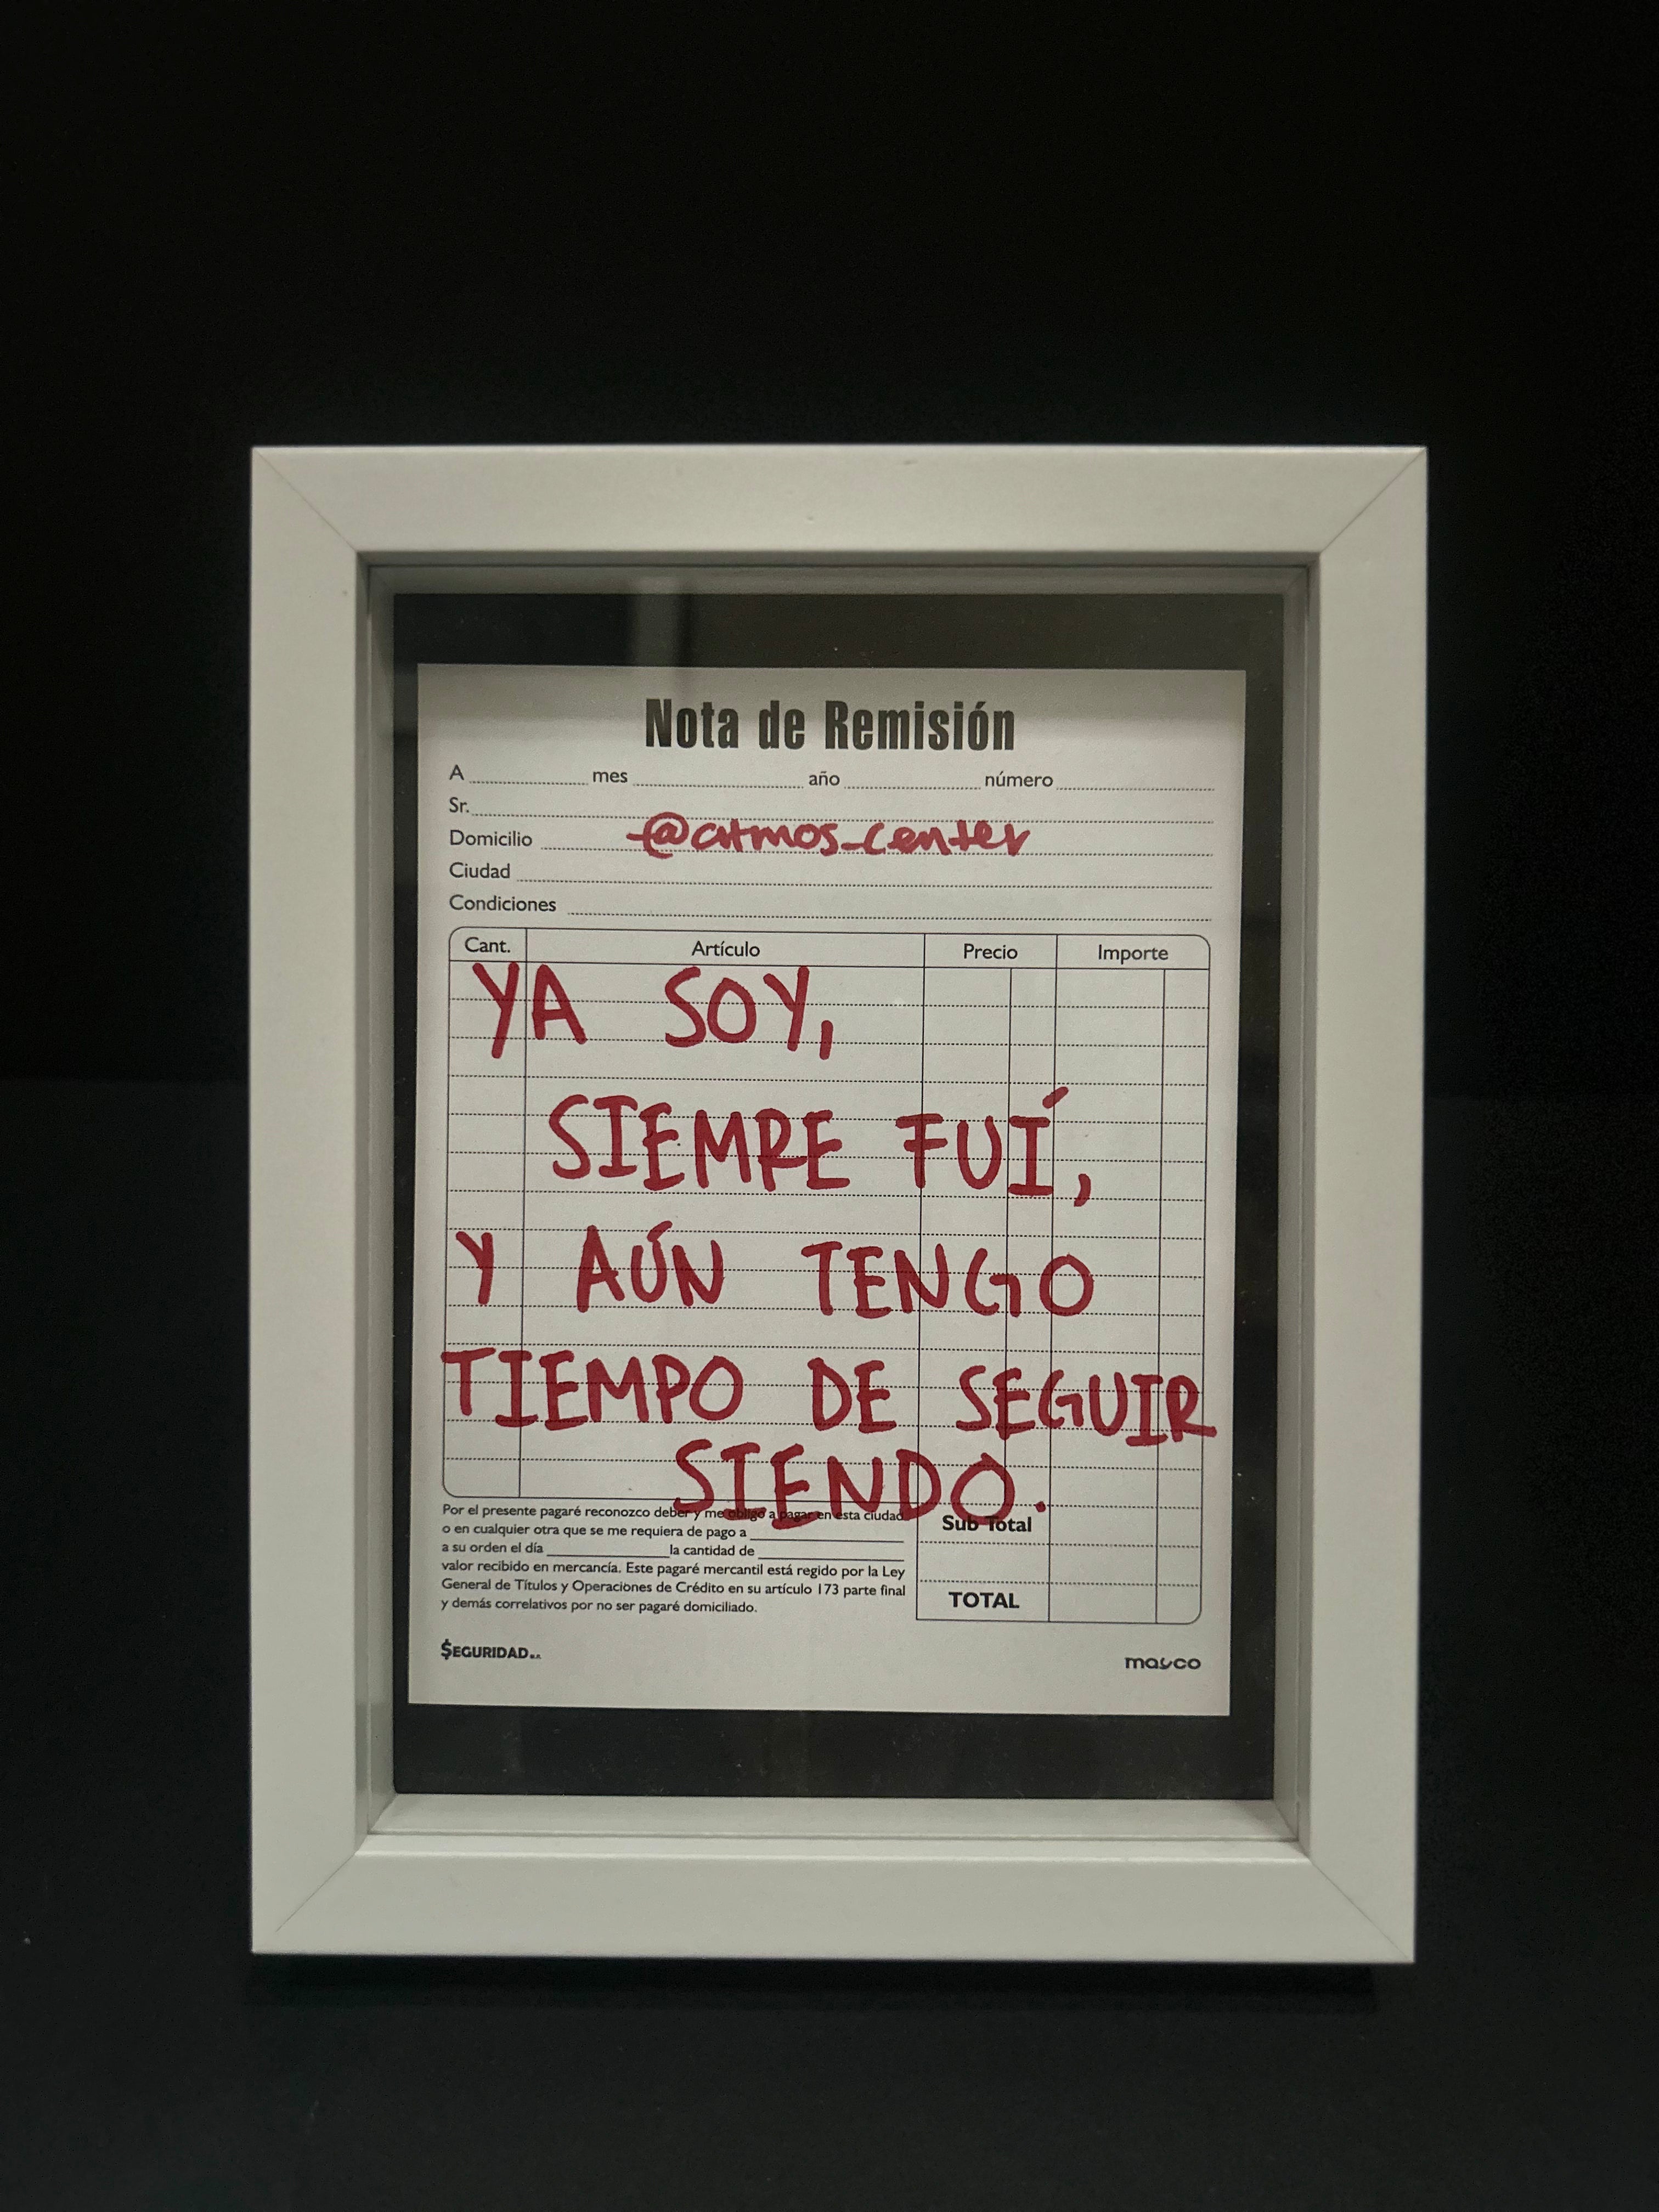 Nota de Remisión
A mes año número
Sr.
Domicilio @atmos_center
Ciudad
Condiciones
Cant. Artículo Precio Importe
YA SOY,
SIEMPRE FUÍ,
Y AÚN TENGO
TIEMPO DE SEGUIR
SIENDO.
Por el presente pagaré reconozco deber y me obligo a pagar en esta ciudad
o en cualquier otra que se me requiera de pago a
a su orden el día la cantidad de
valor recibido en mercancía. Este pagaré mercantil está regido por la Ley
General de Títulos y Operaciones de Crédito en su artículo 173 parte final
y demás correlativos por no ser pagaré domiciliado.
Sub Total
TOTAL
$EGURIDAD
mayco